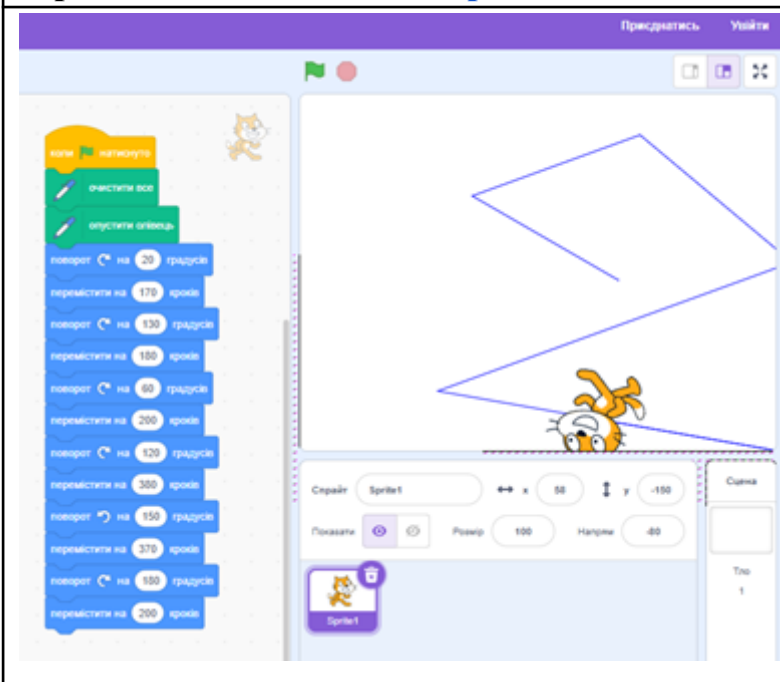 Приєднатись Увійти
коли натиснуто
очистити все
опустити олівець
поворот на 20 градусів
перемістити на 170 кроків
поворот на 130 градусів
перемістити на 180 кроків
поворот на 60 градусів
перемістити на 200 кроків
поворот на 120 градусів
перемістити на 380 кроків
поворот на 150 градусів
перемістити на 370 кроків
поворот на 180 градусів
перемістити на 200 кроків
Спрайт Sprite1 x 58 y -150
Показати Розмір 100 Напрям -80
Sprite1
Сцена
Тло
1